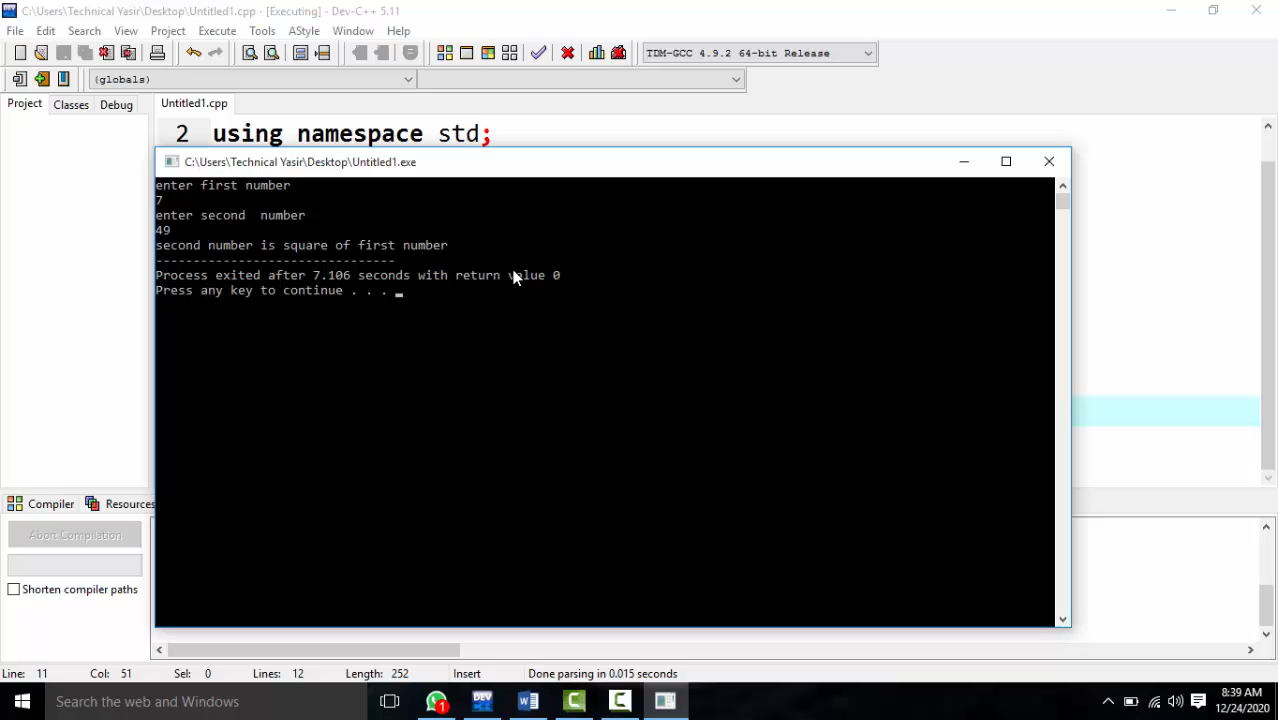 C:\Users\Technical Yasir\Desktop\Untitled1.cpp - [Executing] - Dev-C++ 5.11
File Edit Search View Project Execute Tools AStyle Window Help
TDM-GCC 4.9.2 64-bit Release
(globals)
Project Classes Debug Untitled1.cpp
2 using namespace std;
C:\Users\Technical Yasir\Desktop\Untitled1.exe
enter first number
7
enter second  number
49
second number is square of first number
--------------------------------
Process exited after 7.106 seconds with return value 0
Press any key to continue . . .
Compiler Resources
Abort Compilation
Shorten compiler paths
Line: 11 Col: 51 Sel: 0 Lines: 12 Length: 252 Insert Done parsing in 0.015 seconds
Search the web and Windows
1
8:39 AM
12/24/2020